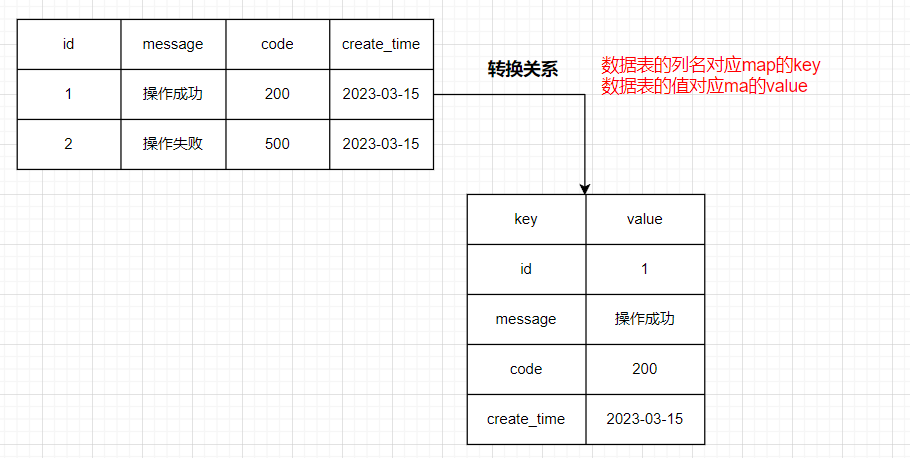 id message code create_time
1 操作成功 200 2023-03-15
2 操作失败 500 2023-03-15
转换关系
数据表的列名对应map的key
数据表的值对应ma的value
key value
id 1
message 操作成功
code 200
create_time 2023-03-15